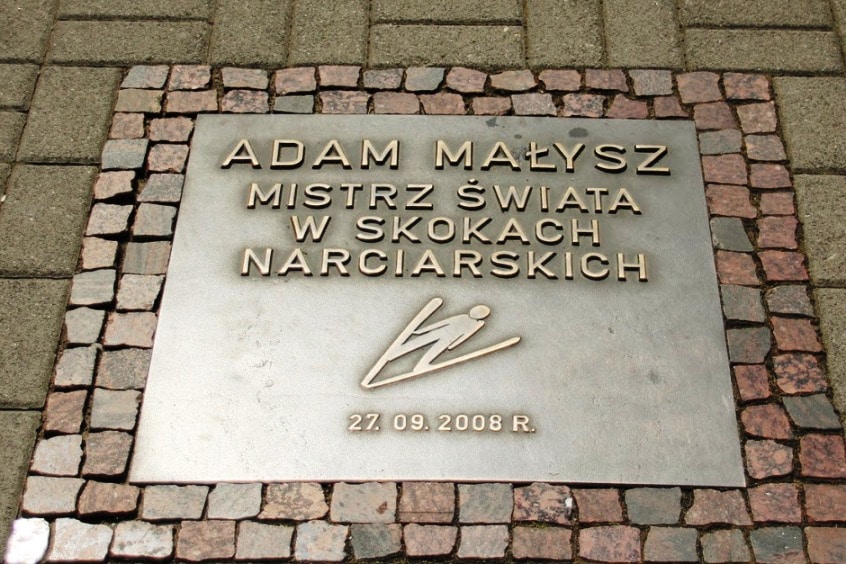 ADAM MAŁYSZ
MISTRZ ŚWIATA
W SKOKACH
NARCIARSKICH
27. 09. 2008 R.